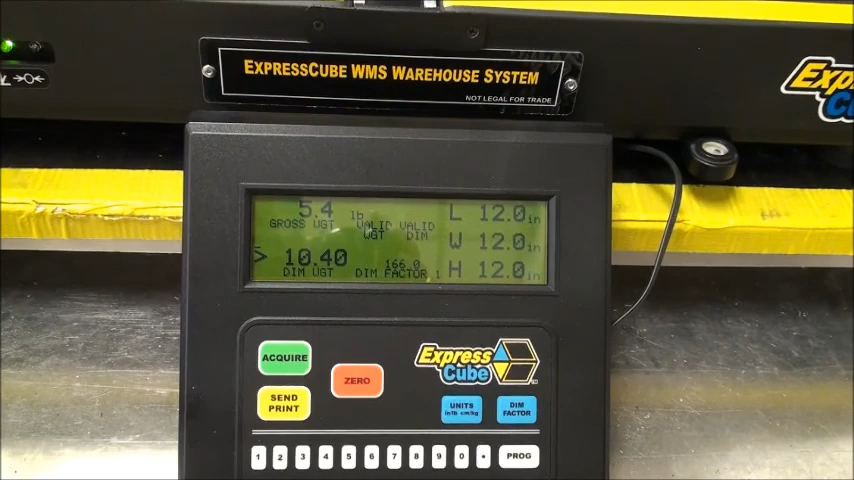 EXPRESSCUBE WMS WAREHOUSE SYSTEM
NOT LEGAL FOR TRADE
5.4 lb
GROSS WGT
VALID VALID
WGT DIM
L 12.0 in
W 12.0 in
H 12.0 in
> 10.40
DIM WGT
166.0
DIM FACTOR 1
ACQUIRE
SEND
PRINT
ZERO
Express
Cube
UNITS
in/lb cm/kg
DIM
FACTOR
1 2 3 4 5 6 7 8 9 0 • PROG